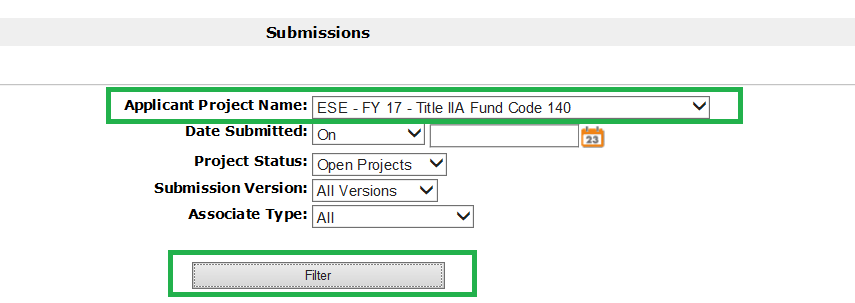 Submissions
Applicant Project Name: ESE - FY 17 - Title IIA Fund Code 140
Date Submitted: On 23
Project Status: Open Projects
Submission Version: All Versions
Associate Type: All
Filter